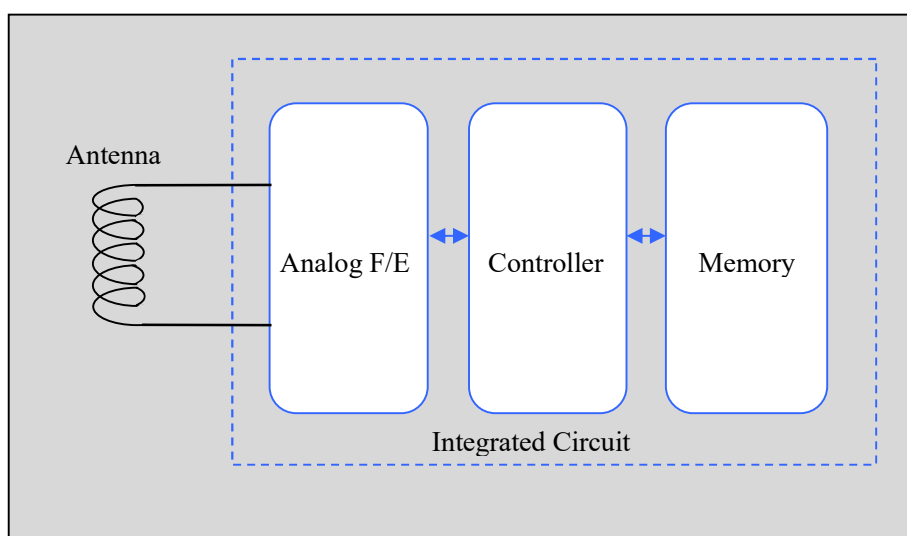 Antenna
Analog F/E
Controller
Memory
Integrated Circuit